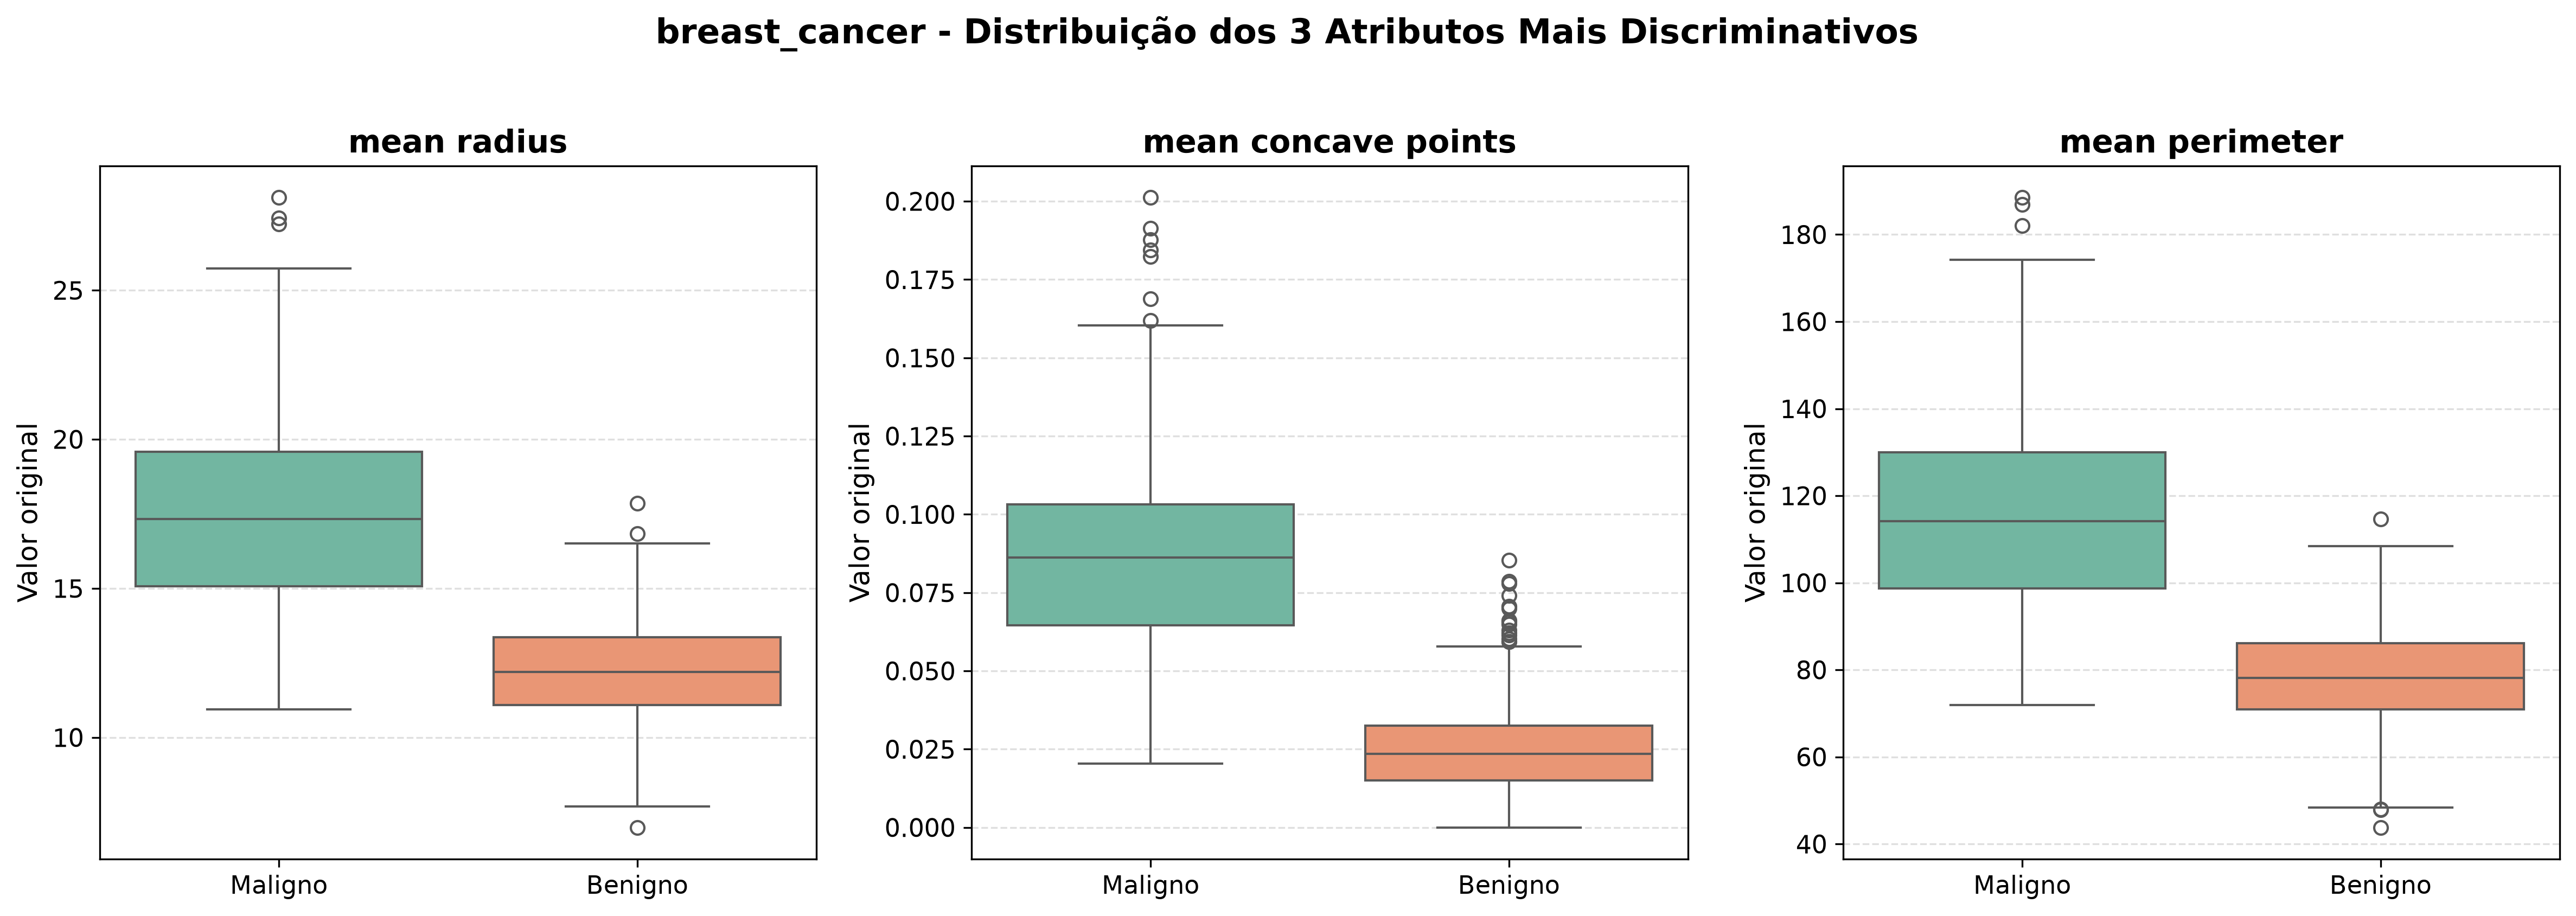 breast_cancer - Distribuição dos 3 Atributos Mais Discriminativos
mean radius
Valor original
25
20
15
10
Maligno
Benigno
mean concave points
Valor original
0.200
0.175
0.150
0.125
0.100
0.075
0.050
0.025
0.000
Maligno
Benigno
mean perimeter
Valor original
180
160
140
120
100
80
60
40
Maligno
Benigno